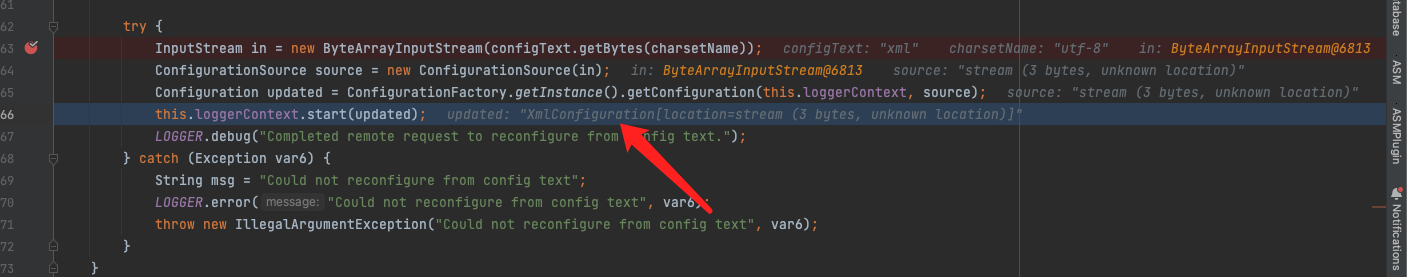 61
62 try {
63 InputStream in = new ByteArrayInputStream(configText.getBytes(charsetName)); configText: "xml" charsetName: "utf-8" in: ByteArrayInputStream@6813
64 ConfigurationSource source = new ConfigurationSource(in); in: ByteArrayInputStream@6813 source: "stream (3 bytes, unknown location)"
65 Configuration updated = ConfigurationFactory.getInstance().getConfiguration(this.loggerContext, source); source: "stream (3 bytes, unknown location)"
66 this.loggerContext.start(updated); updated: "XmlConfiguration[location=stream (3 bytes, unknown location)]"
67 LOGGER.debug("Completed remote request to reconfigure from config text.");
68 } catch (Exception var6) {
69 String msg = "Could not reconfigure from config text";
70 LOGGER.error( message: "Could not reconfigure from config text", var6);
71 throw new IllegalArgumentException("Could not reconfigure from config text", var6);
72 }
73 }
tabase
ASM
ASMPlugin
Notifications